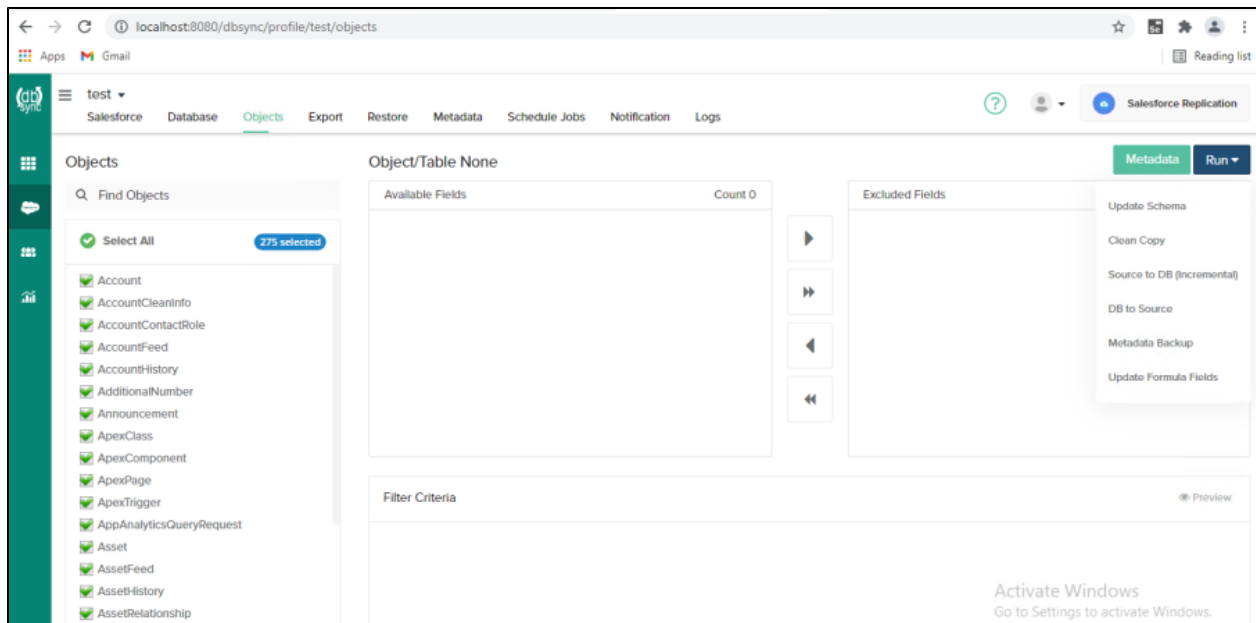 localhost:8080/dbsync/profile/test/objects
Se
Apps Gmail Reading list
(db) sync
test
Salesforce Database Objects Export Restore Metadata Schedule Jobs Notification Logs
? Salesforce Replication
Objects
Find Objects
Select All 275 selected
Account
AccountCleanInfo
AccountContactRole
AccountFeed
AccountHistory
AdditionalNumber
Announcement
ApexClass
ApexComponent
ApexPage
ApexTrigger
AppAnalyticsQueryRequest
Asset
AssetFeed
AssetHistory
AssetRelationship
Object/Table None
Metadata Run
Available Fields Count 0
Excluded Fields
Update Schema
Clean Copy
Source to DB (Incremental)
DB to Source
Metadata Backup
Update Formula Fields
Filter Criteria Preview
Activate Windows
Go to Settings to activate Windows.